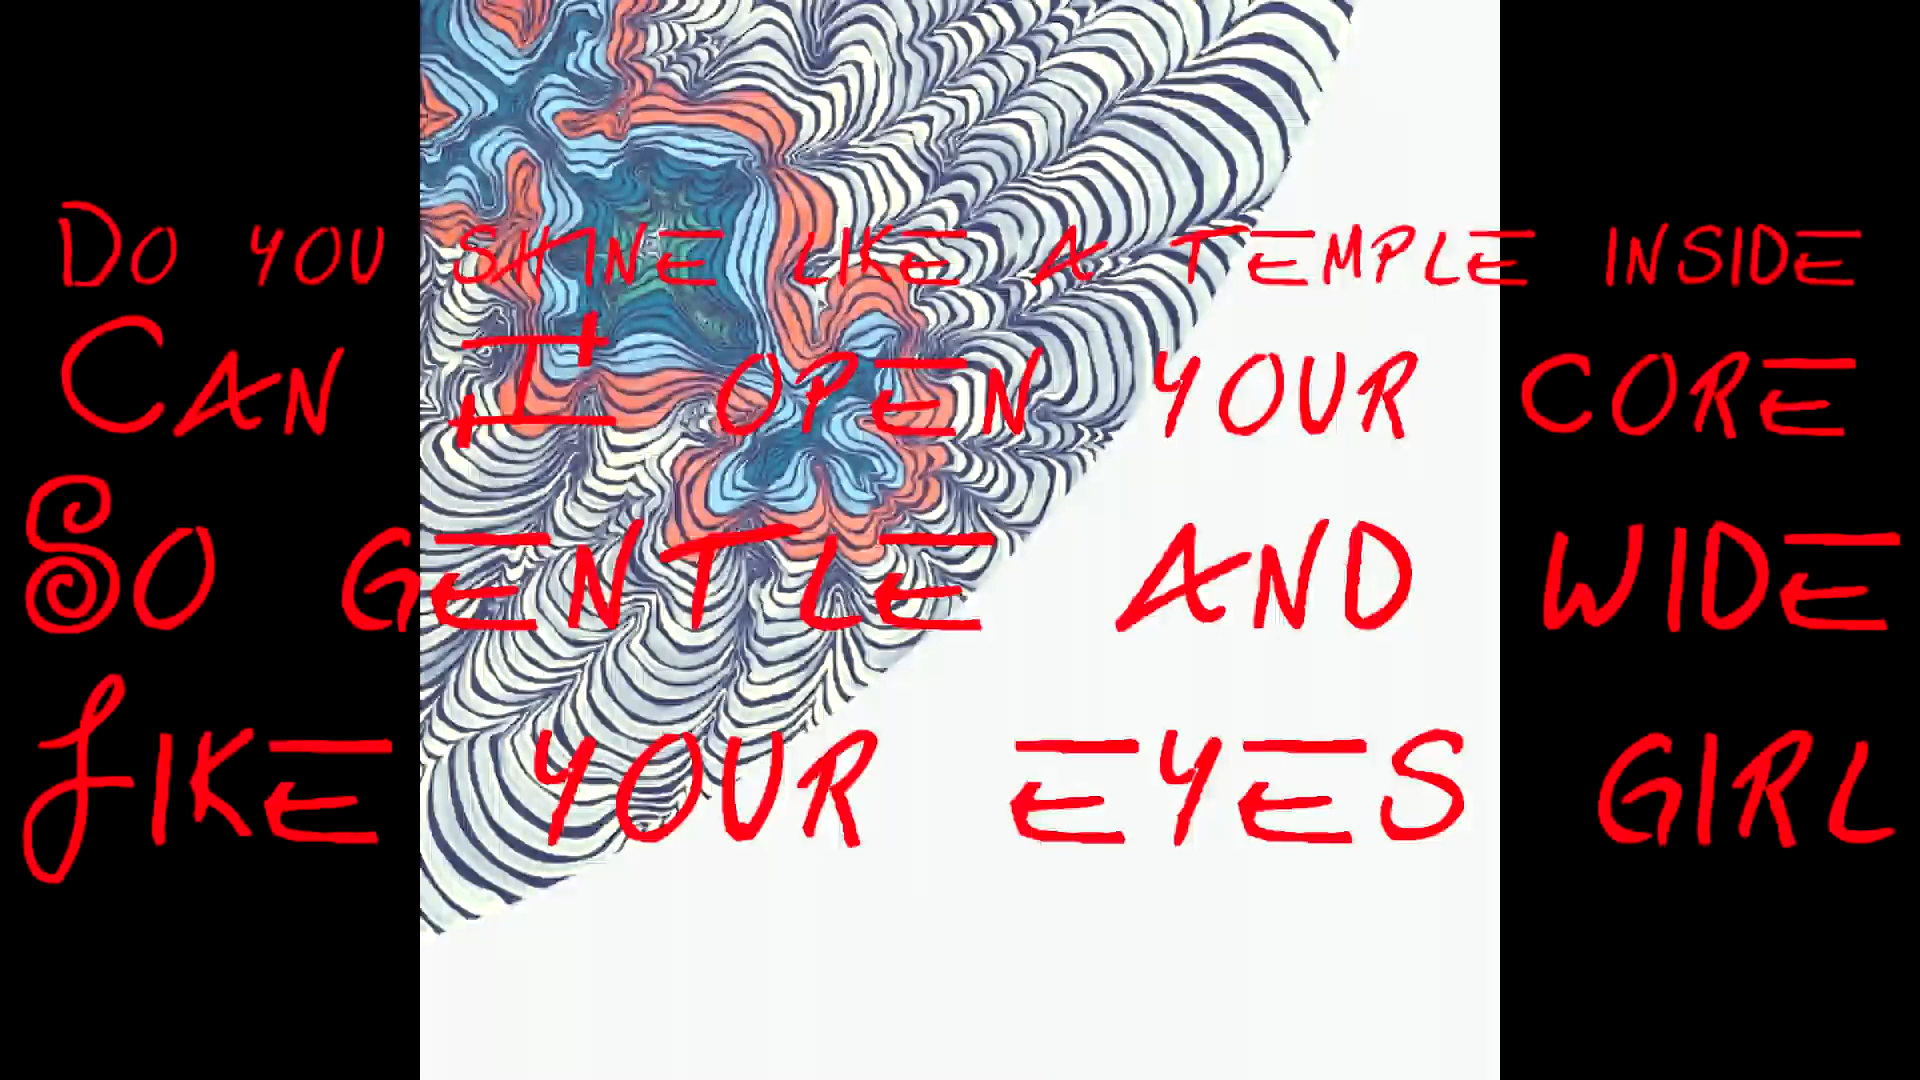 Do you shine like a temple inside
Can I open your core
So gentle and wide
Like your eyes girl